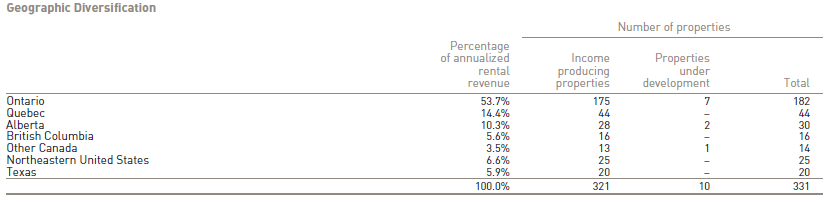 Geographic Diversification
Number of properties
Percentage of annualized rental revenue Income producing properties Properties under development Total
Ontario 53.7% 175 7 182
Quebec 14.4% 44 – 44
Alberta 10.3% 28 2 30
British Columbia 5.6% 16 – 16
Other Canada 3.5% 13 1 14
Northeastern United States 6.6% 25 – 25
Texas 5.9% 20 – 20
100.0% 321 10 331